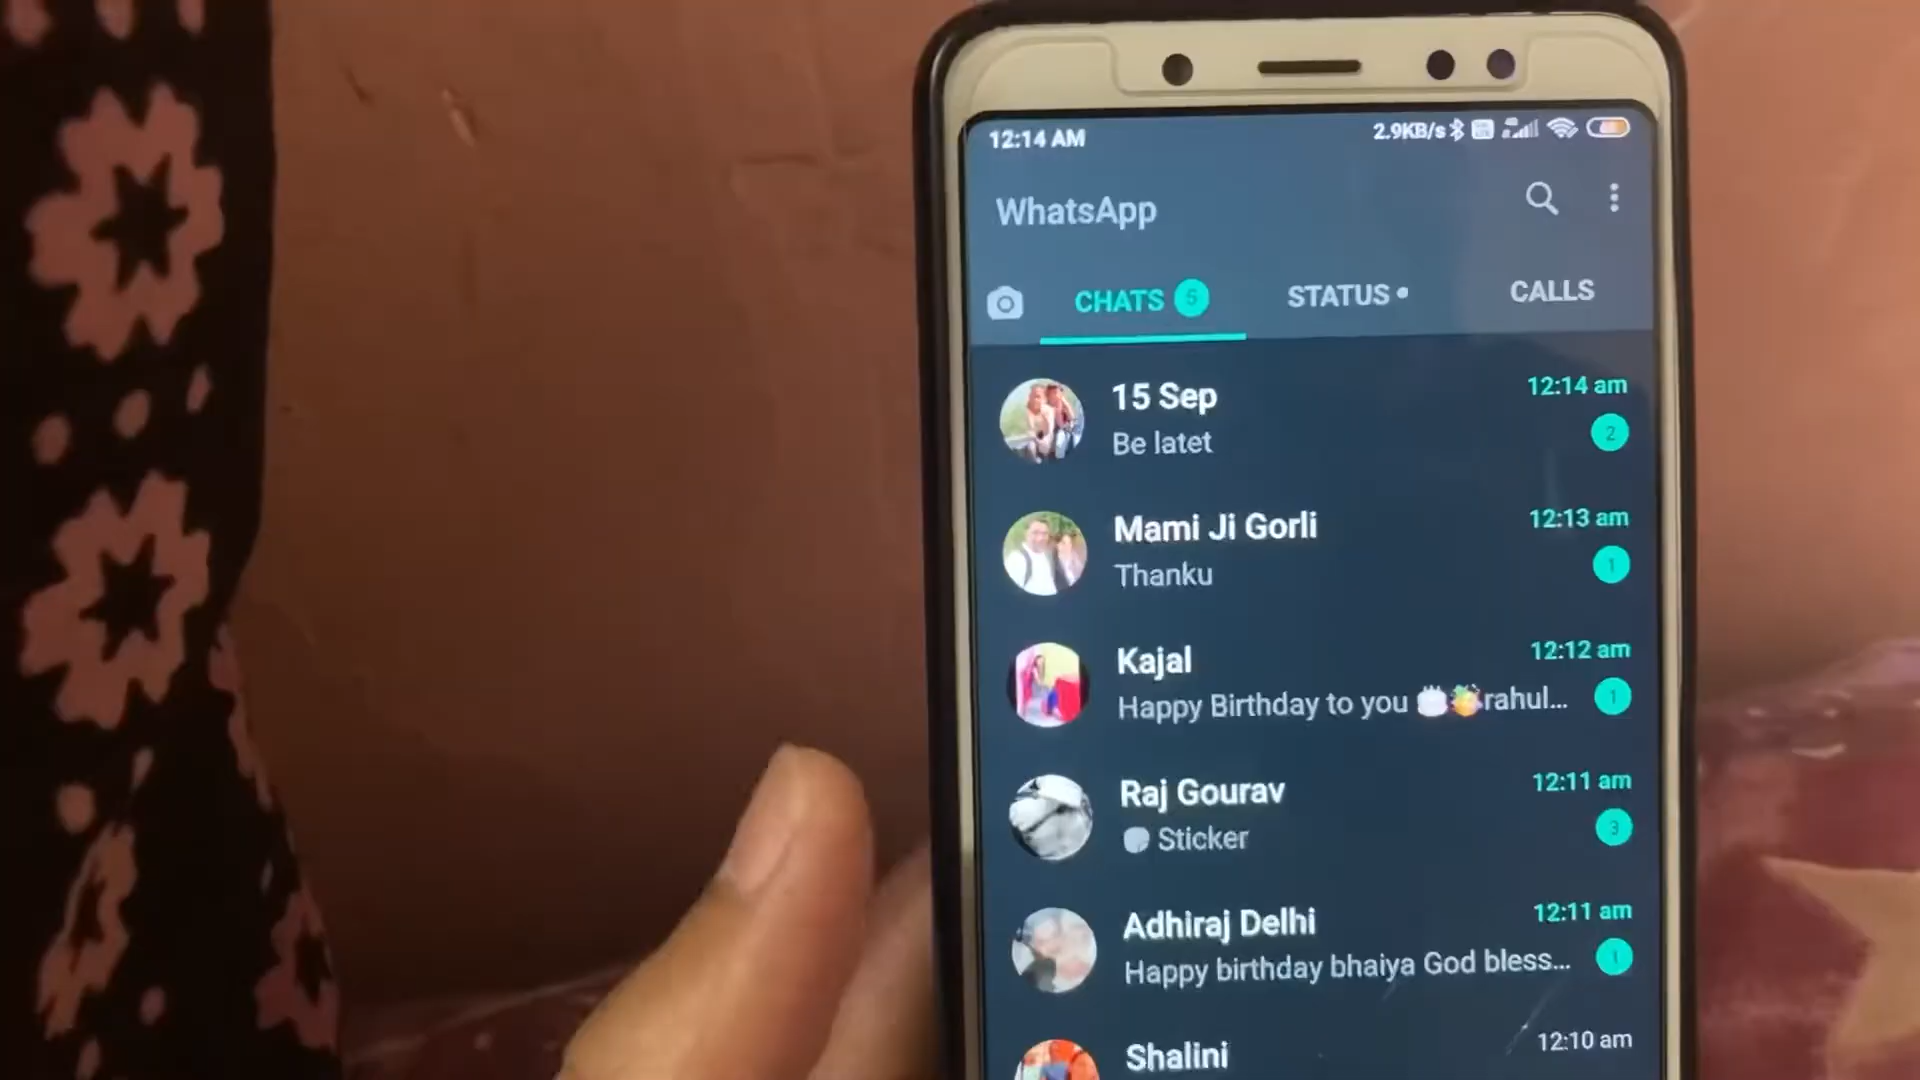 12:14 AM 2.9KB/s
WhatsApp
CHATS 5 STATUS • CALLS
15 Sep 12:14 am
Be latet 2
Mami Ji Gorli 12:13 am
Thanku 1
Kajal 12:12 am
Happy Birthday to you 🎂🥳rahul... 1
Raj Gourav 12:11 am
Sticker 3
Adhiraj Delhi 12:11 am
Happy birthday bhaiya God bless... 1
Shalini 12:10 am